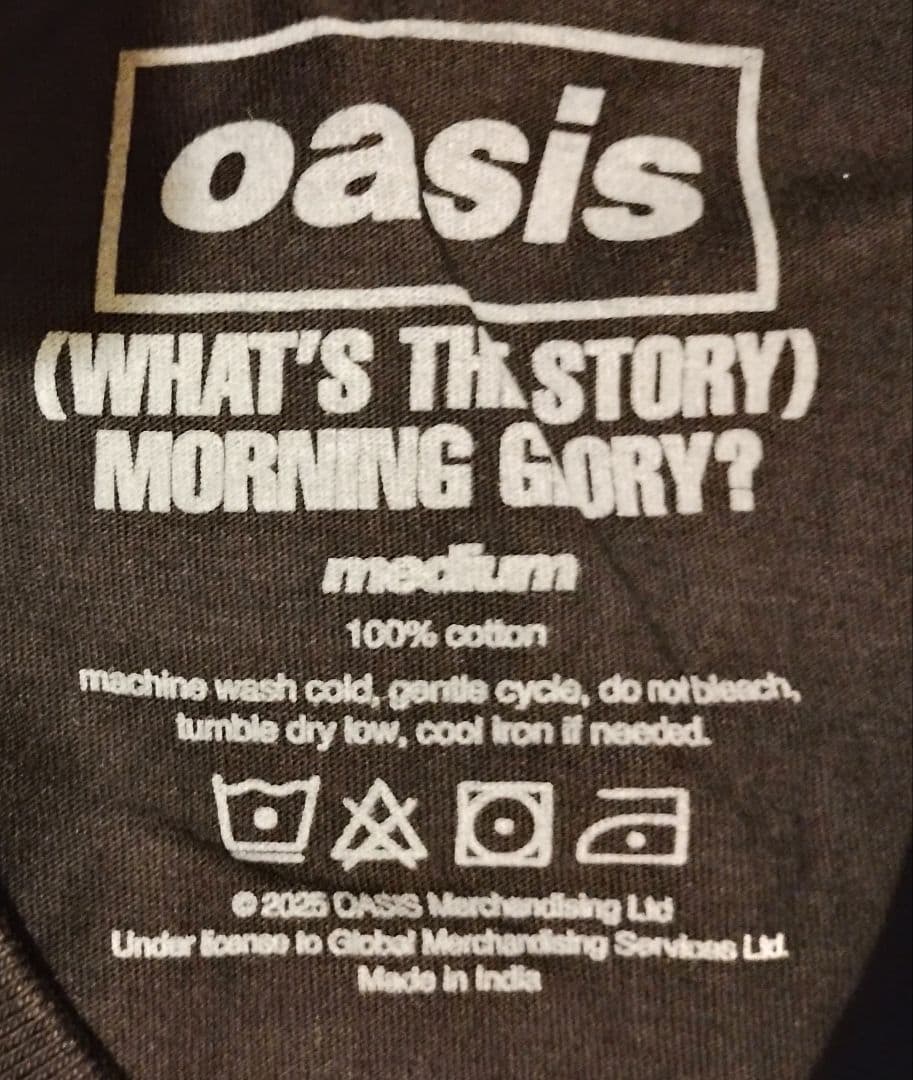 oasis
(WHAT'S THE STORY)
MORNING GLORY?
medium
100% cotton
machine wash cold, gentle cycle, do not bleach,
tumble dry low, cool iron if needed.
© 2025 OASIS Merchandising Ltd
Under license to Global Merchandising Services Ltd.
Made in India